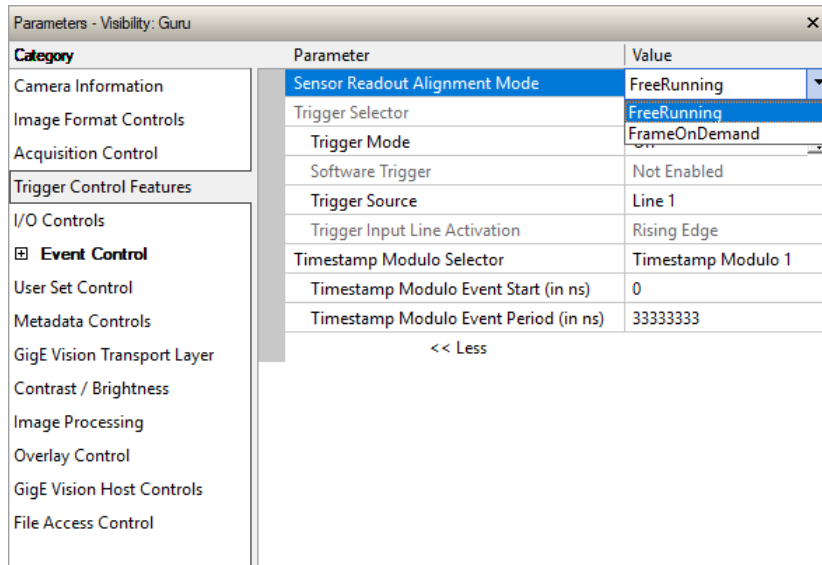 Parameters - Visibility: Guru
Category Parameter Value
Camera Information
Image Format Controls
Acquisition Control
Trigger Control Features
I/O Controls
Event Control
User Set Control
Metadata Controls
GigE Vision Transport Layer
Contrast / Brightness
Image Processing
Overlay Control
GigE Vision Host Controls
File Access Control
Sensor Readout Alignment Mode FreeRunning
FreeRunning
FrameOnDemand
Trigger Selector
Trigger Mode
Software Trigger Not Enabled
Trigger Source Line 1
Trigger Input Line Activation Rising Edge
Timestamp Modulo Selector Timestamp Modulo 1
Timestamp Modulo Event Start (in ns) 0
Timestamp Modulo Event Period (in ns) 33333333
<< Less